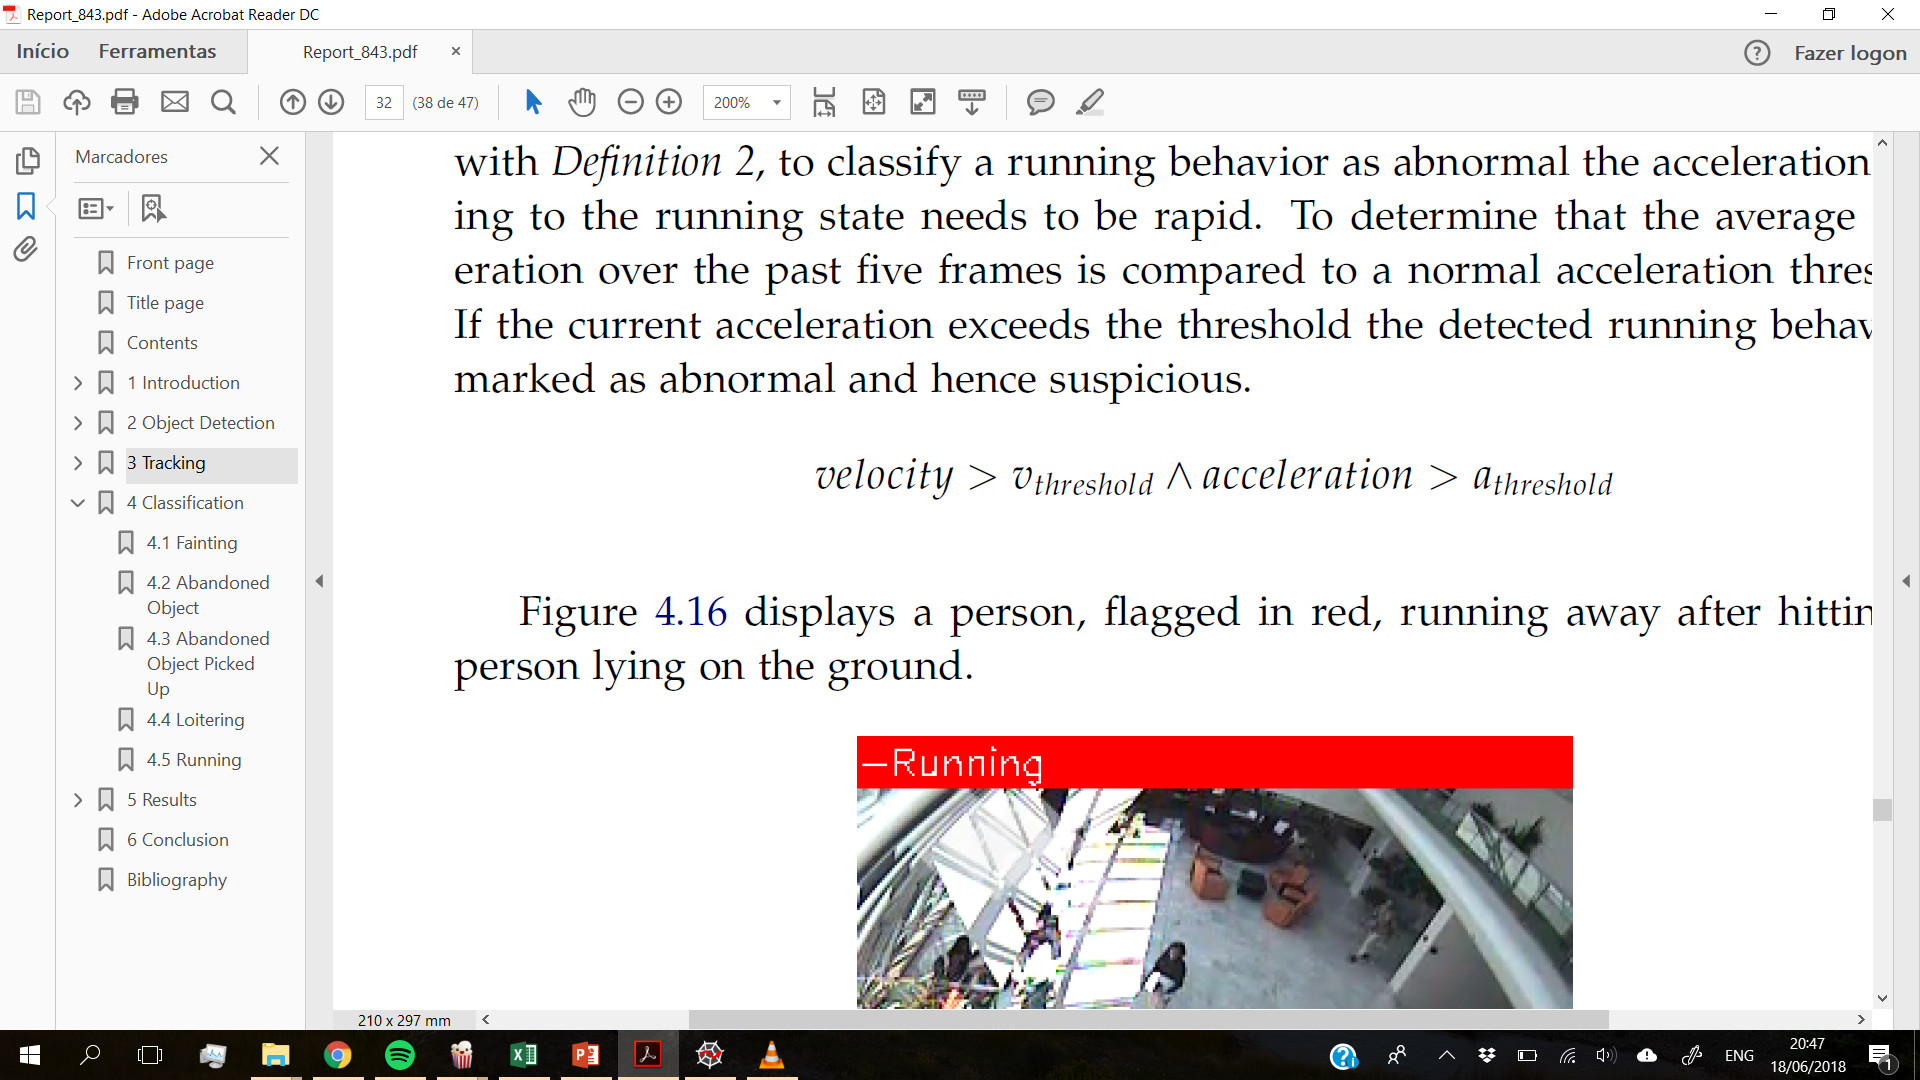 Report_843.pdf - Adobe Acrobat Reader DC
Início Ferramentas Report_843.pdf Fazer logon
32 (38 de 47) 200%
Marcadores
Front page
Title page
Contents
1 Introduction
2 Object Detection
3 Tracking
4 Classification
4.1 Fainting
4.2 Abandoned
Object
4.3 Abandoned
Object Picked
Up
4.4 Loitering
4.5 Running
5 Results
6 Conclusion
Bibliography
with Definition 2, to classify a running behavior as abnormal the acceleration
ing to the running state needs to be rapid. To determine that the average
eration over the past five frames is compared to a normal acceleration thres
If the current acceleration exceeds the threshold the detected running behav
marked as abnormal and hence suspicious.
velocity > vthreshold ∧ acceleration > athreshold
Figure 4.16 displays a person, flagged in red, running away after hittin
person lying on the ground.
—Running
210 x 297 mm
ENG
20:47
18/06/2018
1